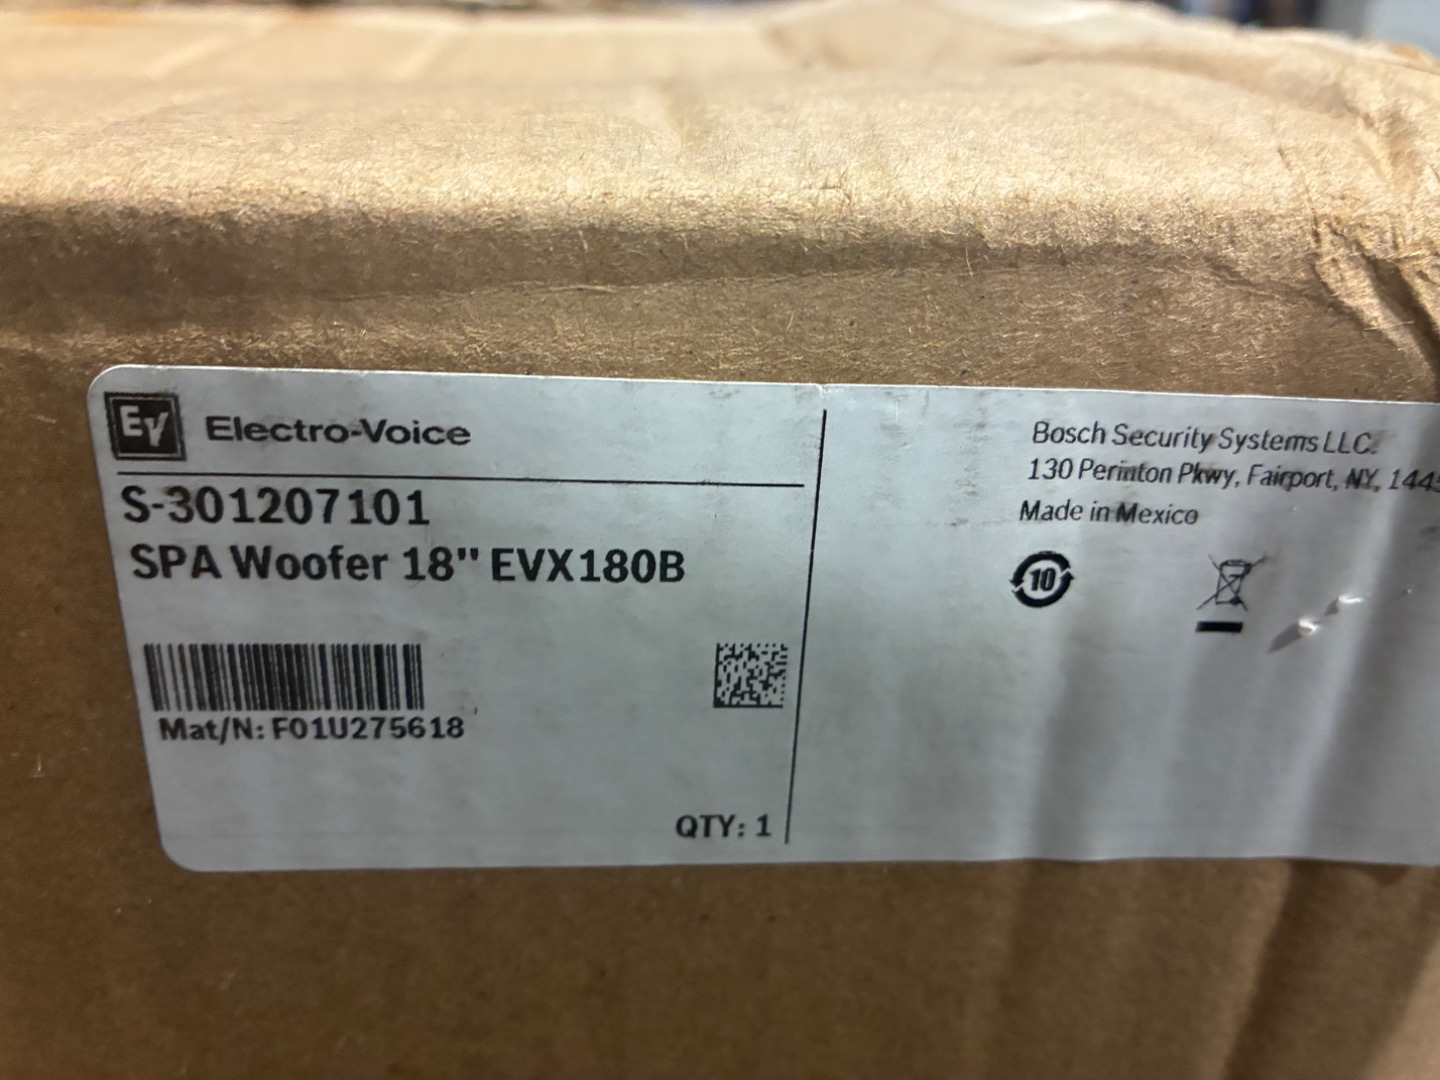 EV Electro-Voice
S-301207101
SPA Woofer 18" EVX180B
Mat/N: F01U275618
QTY: 1
Bosch Security Systems LLC.
130 Perinton Pkwy, Fairport, NY,
Made in Mexico
10